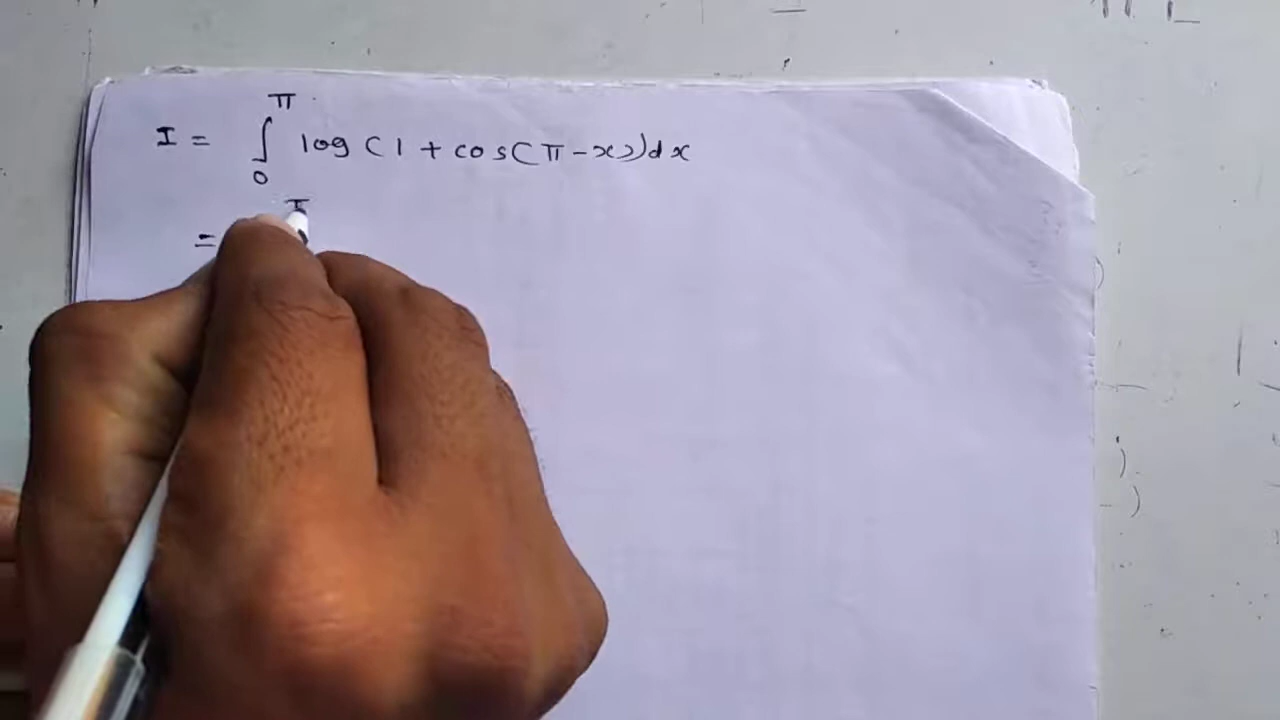 I = ∫₀^π log(1 + cos(π - x))dx
= π